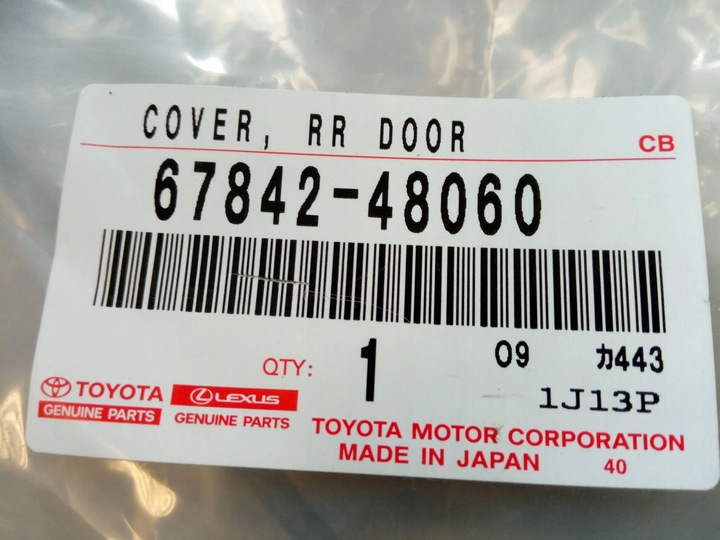 COVER, RR DOOR
CB
67842-48060
QTY: 1 09 カ443
1J13P
TOYOTA LEXUS
GENUINE PARTS GENUINE PARTS
TOYOTA MOTOR CORPORATION
MADE IN JAPAN 40